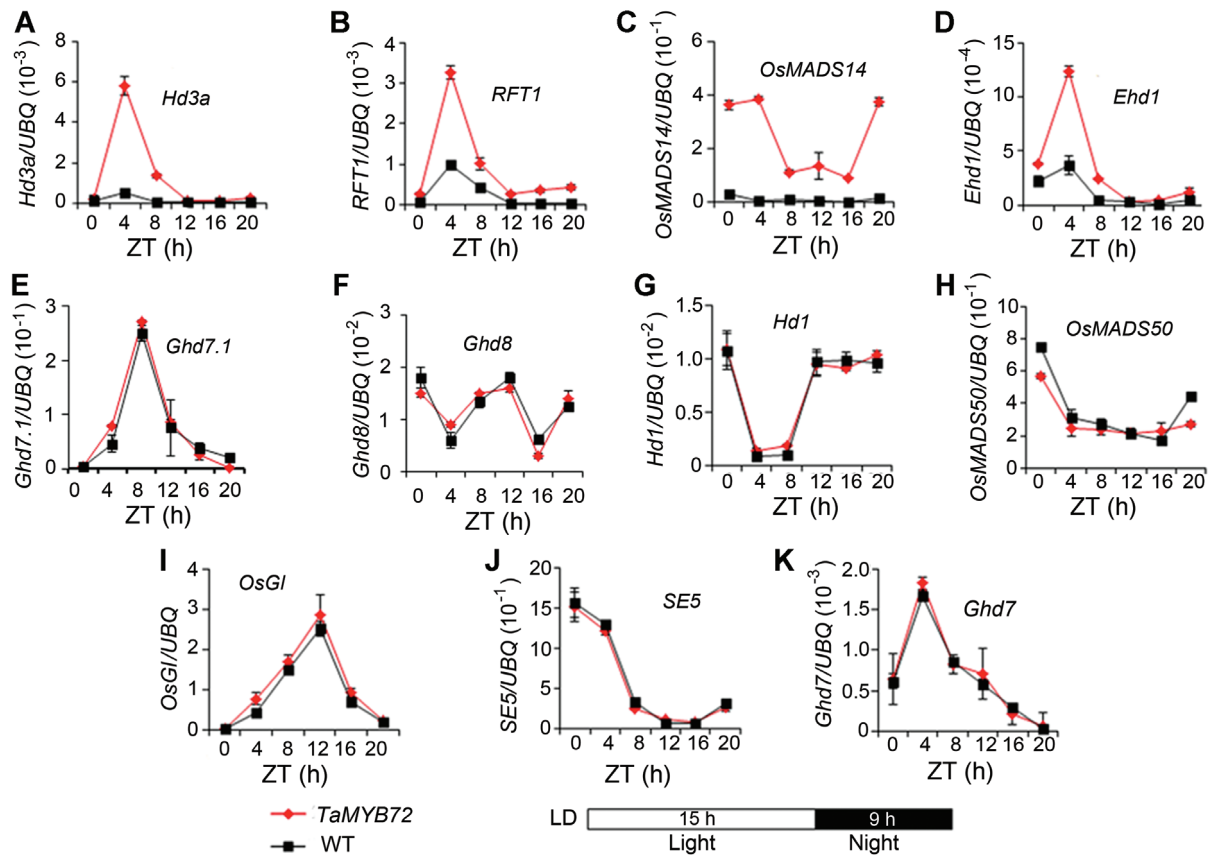 A
Hd3a/UBQ (10⁻³)
8
6
4
2
0
Hd3a
0 4 8 12 16 20
ZT (h)
B
RFT1/UBQ (10⁻³)
4
3
2
1
0
RFT1
0 4 8 12 16 20
ZT (h)
C
OsMADS14/UBQ (10⁻¹)
6
4
2
0
OsMADS14
0 4 8 12 16 20
ZT (h)
D
Ehd1/UBQ (10⁻⁴)
15
10
5
0
Ehd1
0 4 8 12 16 20
ZT (h)
E
Ghd7.1/UBQ (10⁻¹)
3
2
1
0
Ghd7.1
0 4 8 12 16 20
ZT (h)
F
Ghd8/UBQ (10⁻²)
3
2
1
0
Ghd8
0 4 8 12 16 20
ZT (h)
G
Hd1/UBQ (10⁻²)
1.5
1.0
0.5
0
Hd1
0 4 8 12 16 20
ZT (h)
H
OsMADS50/UBQ (10⁻¹)
10
8
6
4
2
0
OsMADS50
0 4 8 12 16 20
ZT (h)
I
OsGI/UBQ
4
3
2
1
0
OsGI
0 4 8 12 16 20
ZT (h)
J
SE5/UBQ (10⁻¹)
20
15
10
5
0
SE5
0 4 8 12 16 20
ZT (h)
K
Ghd7/UBQ (10⁻³)
2.0
1.5
1.0
0.5
0
Ghd7
0 4 8 12 16 20
ZT (h)
TaMYB72
WT
LD 15 h 9 h
Light Night